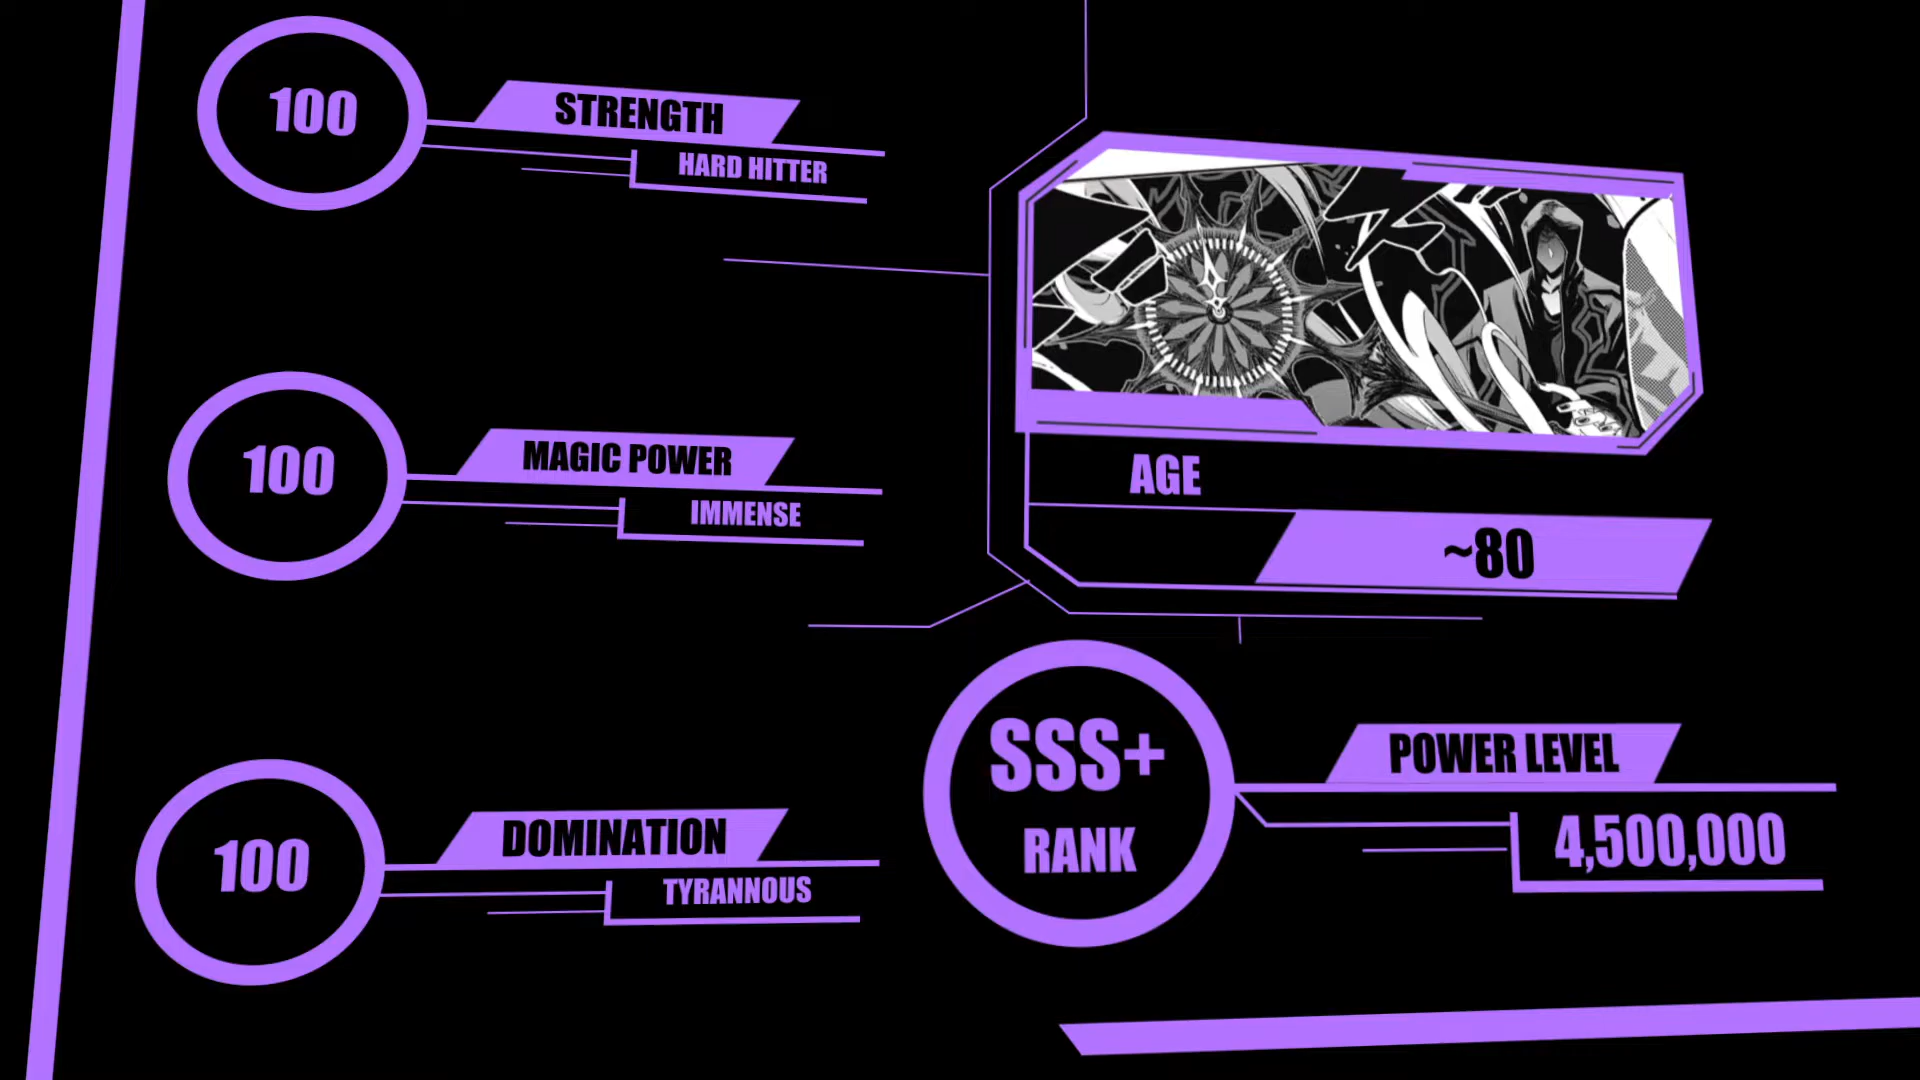 100
STRENGTH
HARD HITTER
100
MAGIC POWER
IMMENSE
100
DOMINATION
TYRANNOUS
AGE
~80
SSS+
RANK
POWER LEVEL
4,500,000